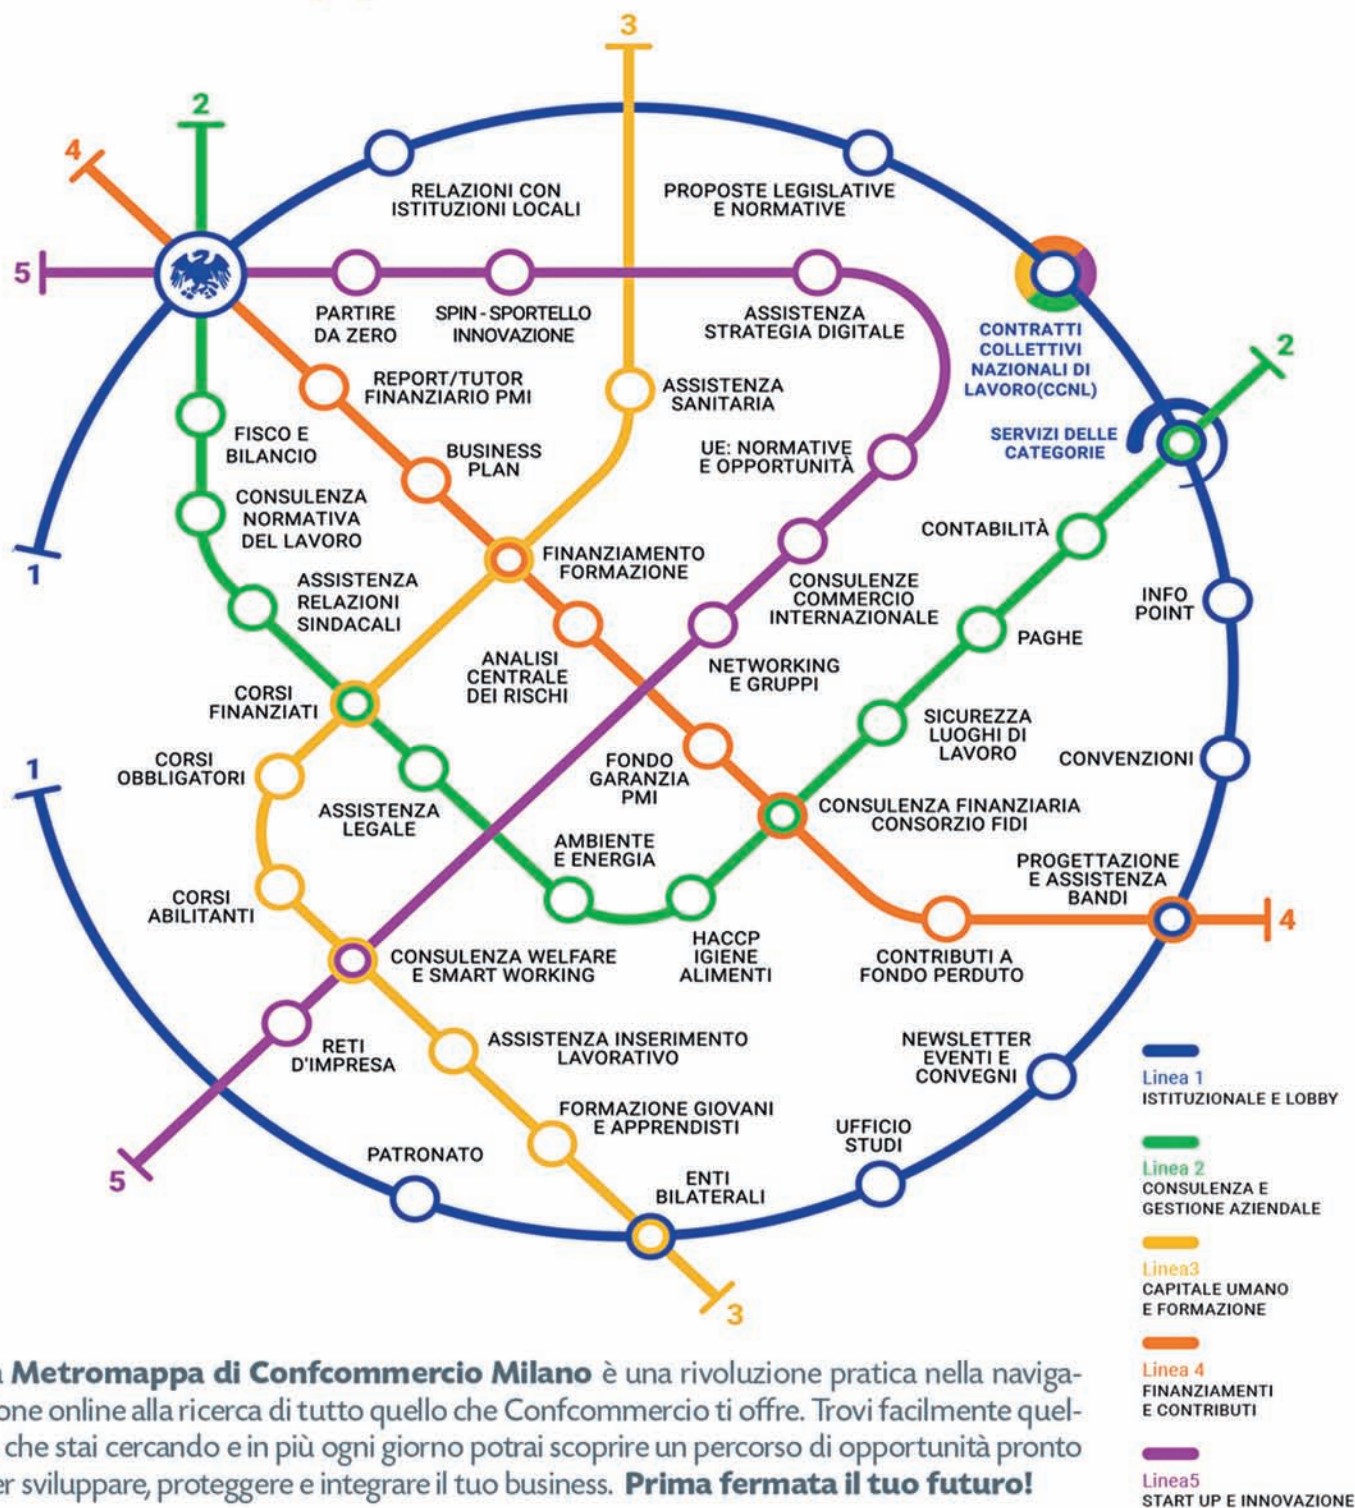 3
2
4
RELAZIONI CON
ISTITUZIONI LOCALI
PROPOSTE LEGISLATIVE
E NORMATIVE
5
PARTIRE
DA ZERO
SPIN - SPORTELLO
INNOVAZIONE
ASSISTENZA
STRATEGIA DIGITALE
CONTRATTI
COLLETTIVI
NAZIONALI DI
LAVORO(CCNL)
2
REPORT/TUTOR
FINANZIARIO PMI
ASSISTENZA
SANITARIA
FISCO E
BILANCIO
BUSINESS
PLAN
UE: NORMATIVE
E OPPORTUNITÀ
SERVIZI DELLE
CATEGORIE
CONSULENZA
NORMATIVA
DEL LAVORO
CONTABILITÀ
1
FINANZIAMENTO
FORMAZIONE
ASSISTENZA
RELAZIONI
SINDACALI
CONSULENZE
COMMERCIO
INTERNAZIONALE
INFO
POINT
PAGHE
ANALISI
CENTRALE
DEI RISCHI
NETWORKING
E GRUPPI
CORSI
FINANZIATI
SICUREZZA
LUOGHI DI
LAVORO
CORSI
OBBLIGATORI
1
FONDO
GARANZIA
PMI
CONVENZIONI
ASSISTENZA
LEGALE
CONSULENZA FINANZIARIA
CONSORZIO FIDI
AMBIENTE
E ENERGIA
PROGETTAZIONE
E ASSISTENZA
BANDI
CORSI
ABILITANTI
4
HACCP
IGIENE
ALIMENTI
CONSULENZA WELFARE
E SMART WORKING
CONTRIBUTI A
FONDO PERDUTO
RETI
D'IMPRESA
ASSISTENZA INSERIMENTO
LAVORATIVO
NEWSLETTER
EVENTI E
CONVEGNI
FORMAZIONE GIOVANI
E APPRENDISTI
5
PATRONATO
UFFICIO
STUDI
ENTI
BILATERALI
3
Linea 1
ISTITUZIONALE E LOBBY
Linea 2
CONSULENZA E
GESTIONE AZIENDALE
Linea3
CAPITALE UMANO
E FORMAZIONE
Linea 4
FINANZIAMENTI
E CONTRIBUTI
Linea5
START UP E INNOVAZIONE
Metromappa di Confcommercio Milano è una rivoluzione pratica nella naviga-
one online alla ricerca di tutto quello che Confcommercio ti offre. Trovi facilmente quel-
che stai cercando e in più ogni giorno potrai scoprire un percorso di opportunità pronto
er sviluppare, proteggere e integrare il tuo business. Prima fermata il tuo futuro!